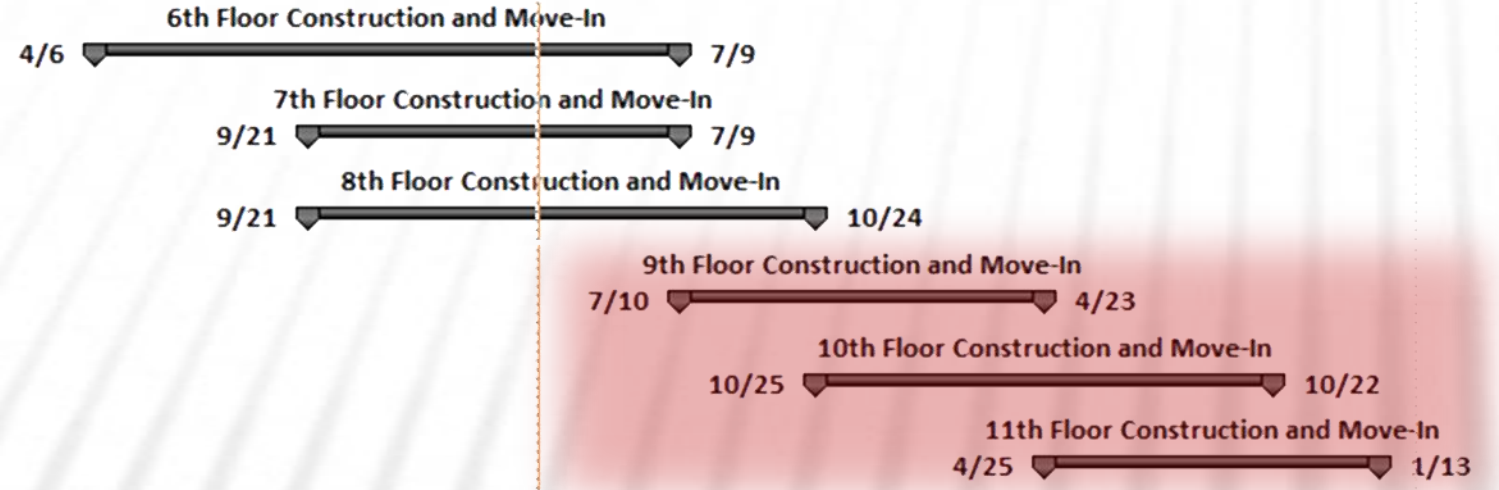 6th Floor Construction and Move-In
4/6 7/9
7th Floor Construction and Move-In
9/21 7/9
8th Floor Construction and Move-In
9/21 10/24
9th Floor Construction and Move-In
7/10 4/23
10th Floor Construction and Move-In
10/25 10/22
11th Floor Construction and Move-In
4/25 1/13